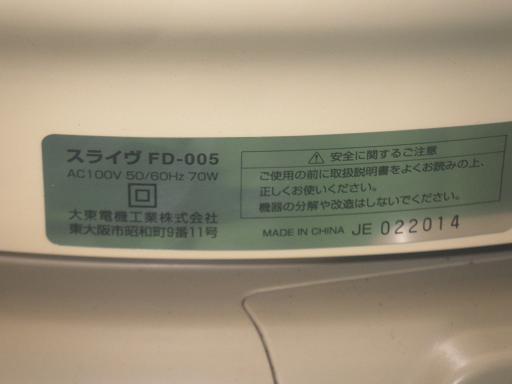 スライヴ FD-005
AC100V 50/60Hz 70W
大東電機工業株式会社
東大阪市昭和町9番11号
⚠ 安全に関するご注意
ご使用の前に取扱説明書をよくお読みの上、
正しくお使いください。
機器の分解や改造はしないでください。
MADE IN CHINA JE 022014